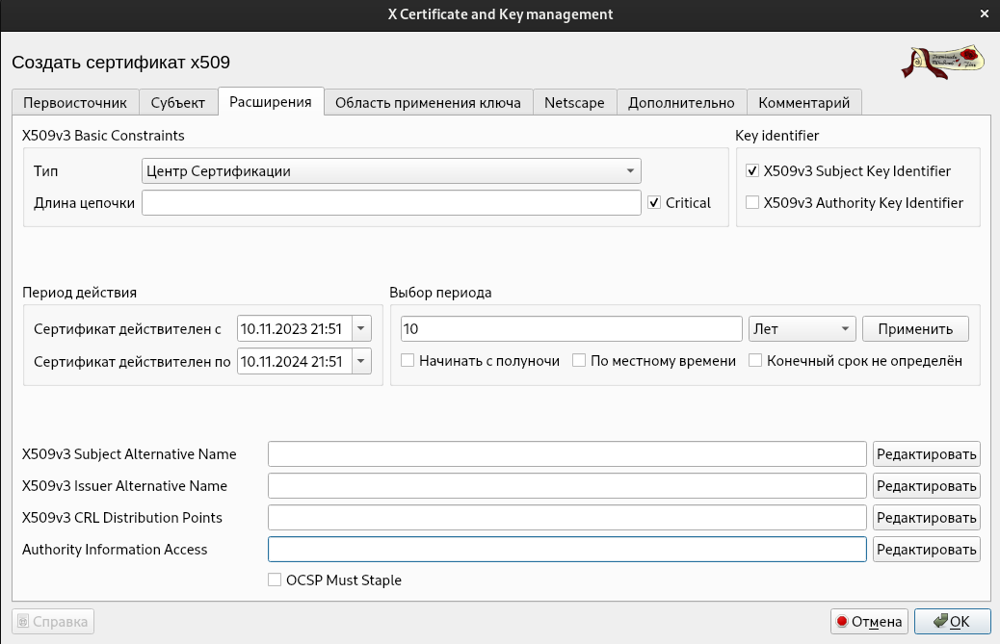 X Certificate and Key management
Создать сертификат x509
Первоисточник Субъект Расширения Область применения ключа Netscape Дополнительно Комментарий
X509v3 Basic Constraints Key identifier
Тип Центр Сертификации X509v3 Subject Key Identifier
Длина цепочки Critical X509v3 Authority Key Identifier
Период действия Выбор периода
Сертификат действителен с 10.11.2023 21:51 10 Лет Применить
Сертификат действителен по 10.11.2024 21:51 Начинать с полуночи По местному времени Конечный срок не определён
X509v3 Subject Alternative Name Редактировать
X509v3 Issuer Alternative Name Редактировать
X509v3 CRL Distribution Points Редактировать
Authority Information Access Редактировать
OCSP Must Staple
Справка Отмена OK